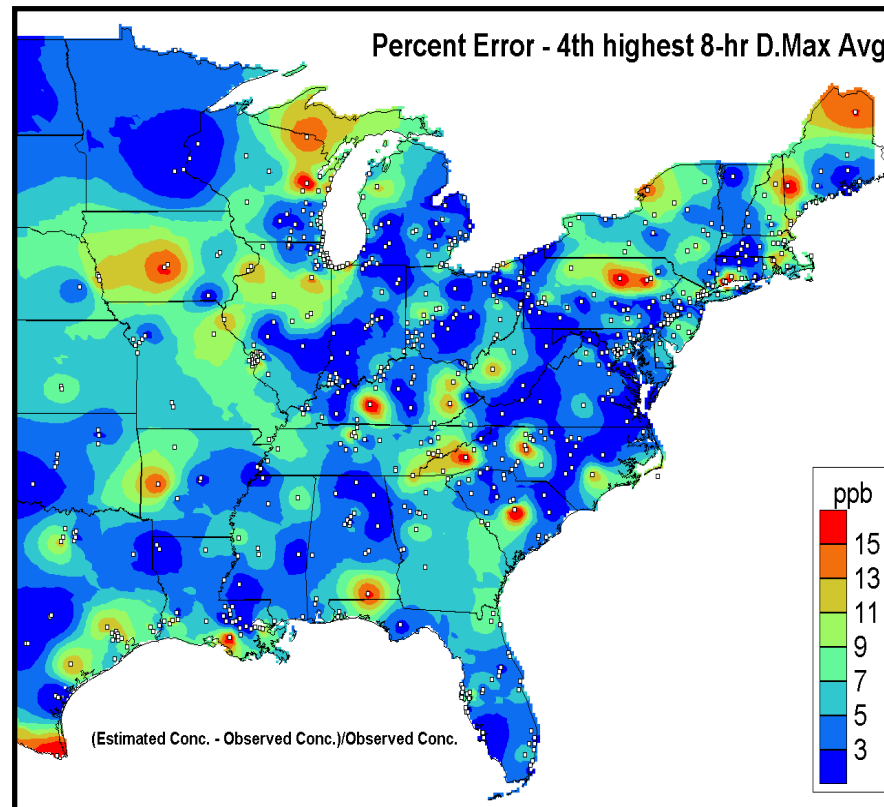 Percent Error - 4th highest 8-hr D.Max Avg
ppb
15
13
11
9
7
5
3
(Estimated Conc. - Observed Conc.)/Observed Conc.